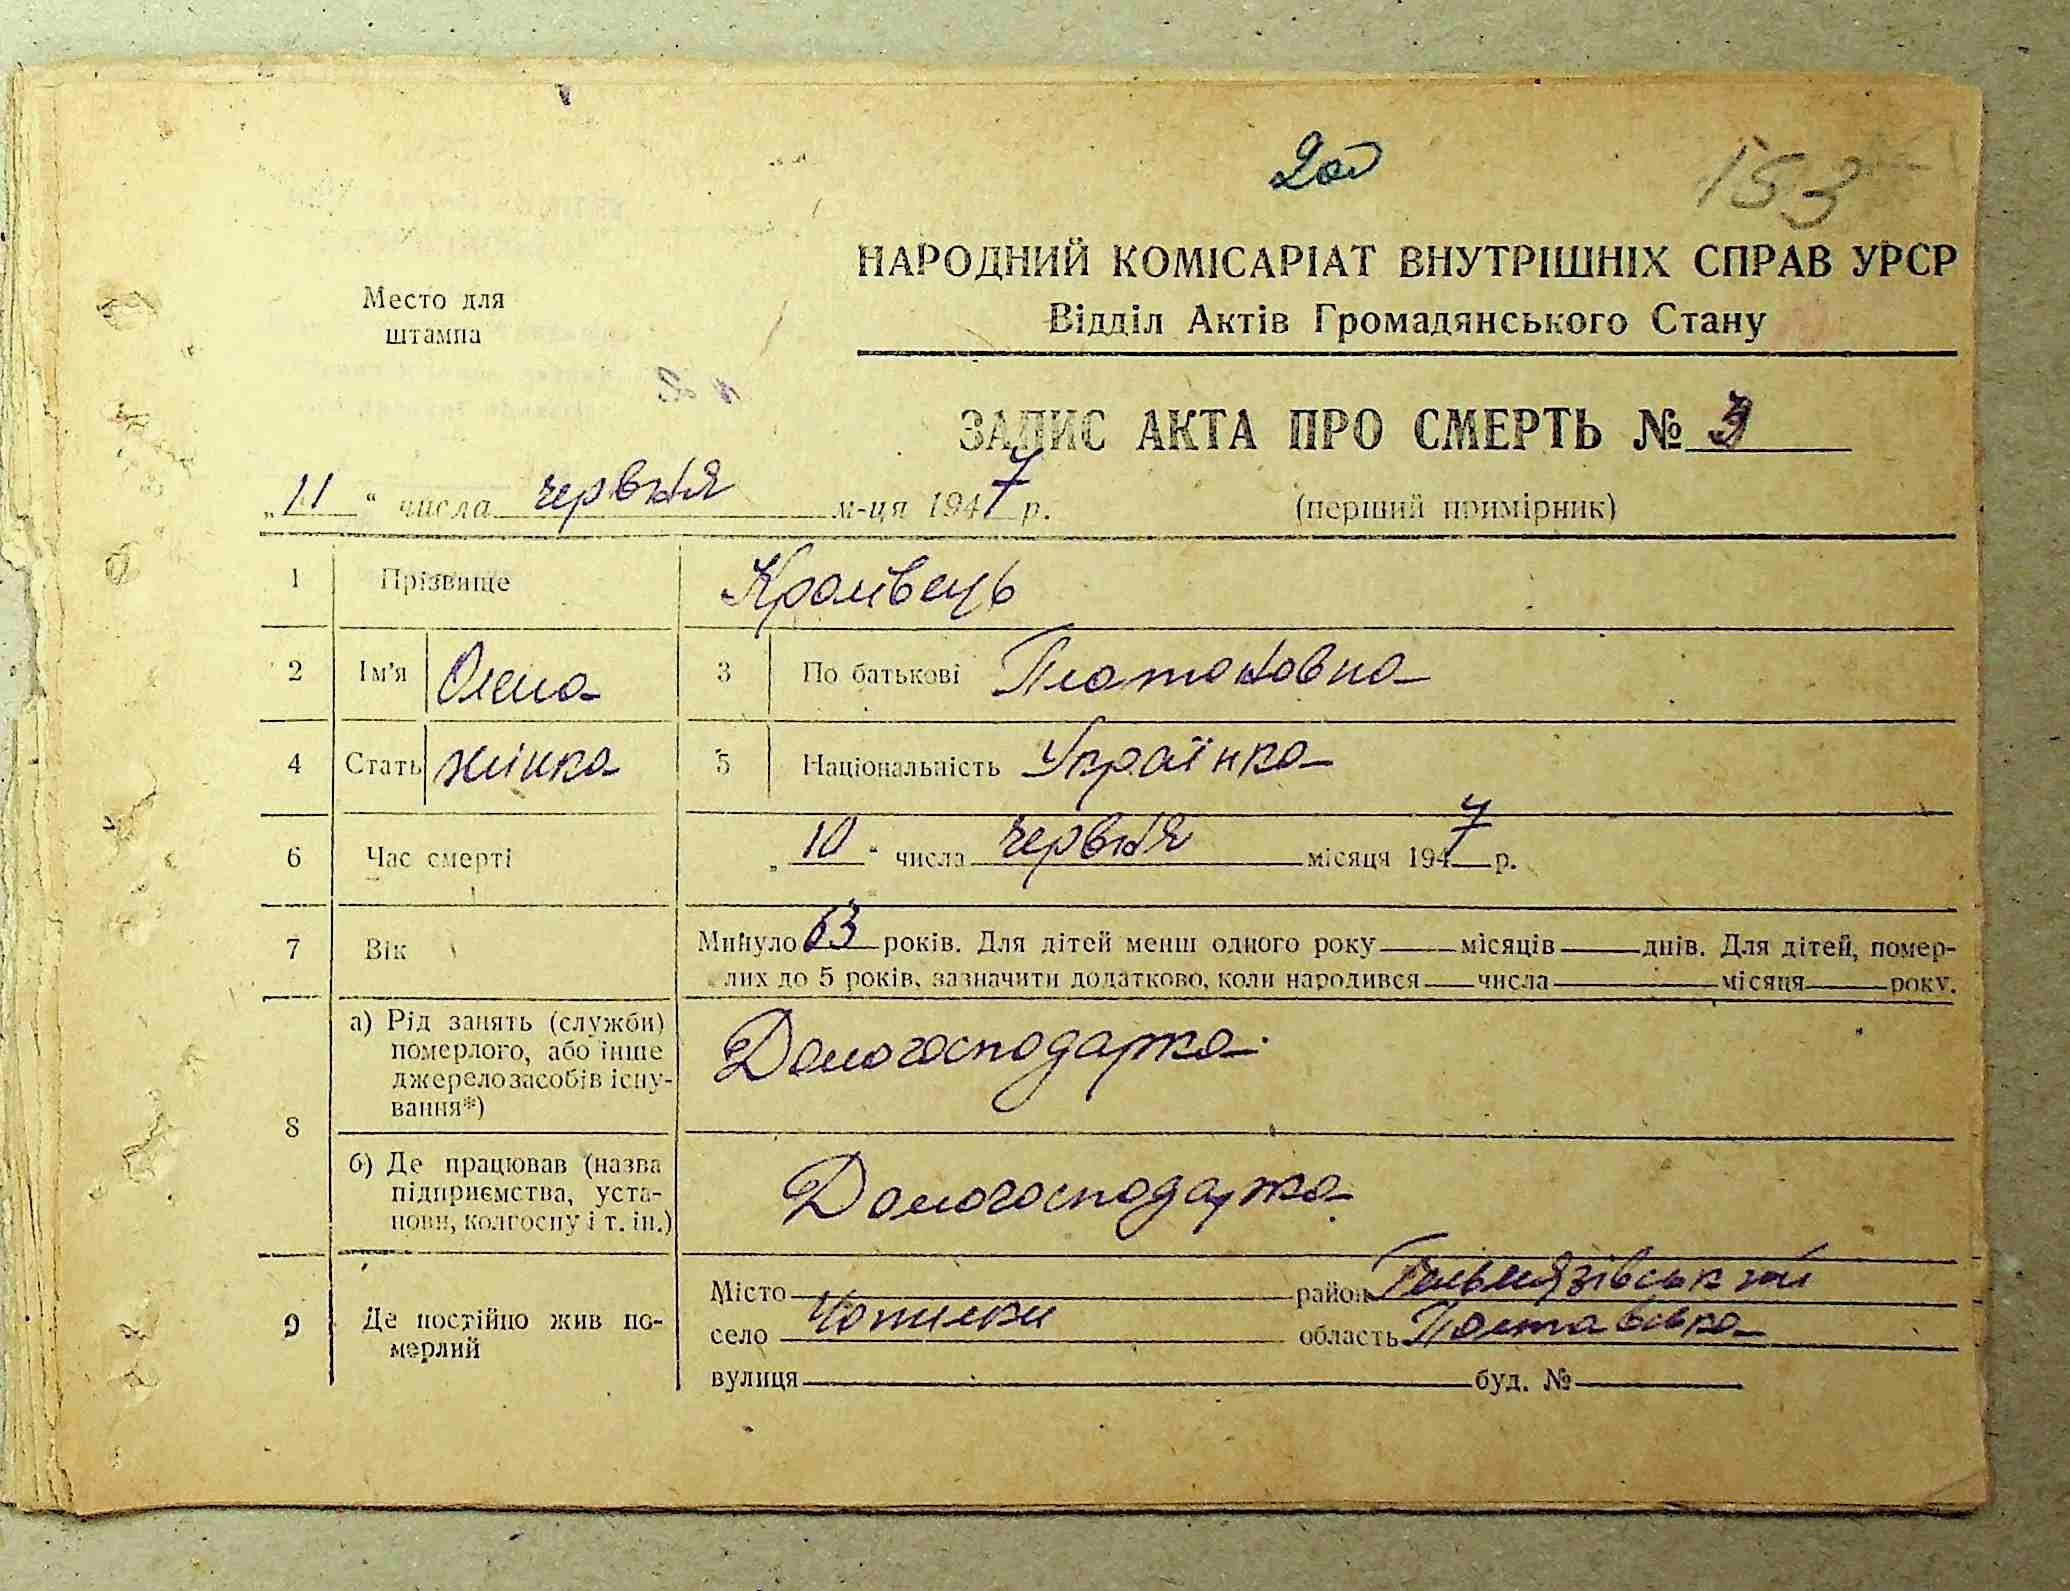 153
НАРОДНИЙ КОМІСАРІАТ ВНУТРІШНІХ СПРАВ УРСР
Відділ Актів Громадянського Стану
Место для
штампа
ЗАПИС АКТА ПРО СМЕРТЬ №
„11“ числа червня м-ця 1947 р. (перший примірник)
1 Прізвище Кравівець
2 Ім'я Олена 3 По батькові Платоновна
4 Стать жінка 5 Національність Українка
6 Час смерті „10“ числа червня місяця 1947 р.
7 Вік Минуло 63 років. Для дітей менш одного року місяців днів. Для дітей, помер-
лих до 5 років, зазначити додатково, коли народився числа місяця року.
8 а) Рід занять (служби)
померлого, або інше
джерело засобів існу-
вання*) Домогосподарка
б) Де працював (назва
підприємства, уста-
нови, колгоспу і т. ін.) Домогосподарка
9 Де постійно жив по-
мерлий
Місто район Гельмязівський
село Чопилки область Полтавська
вулиця буд. №